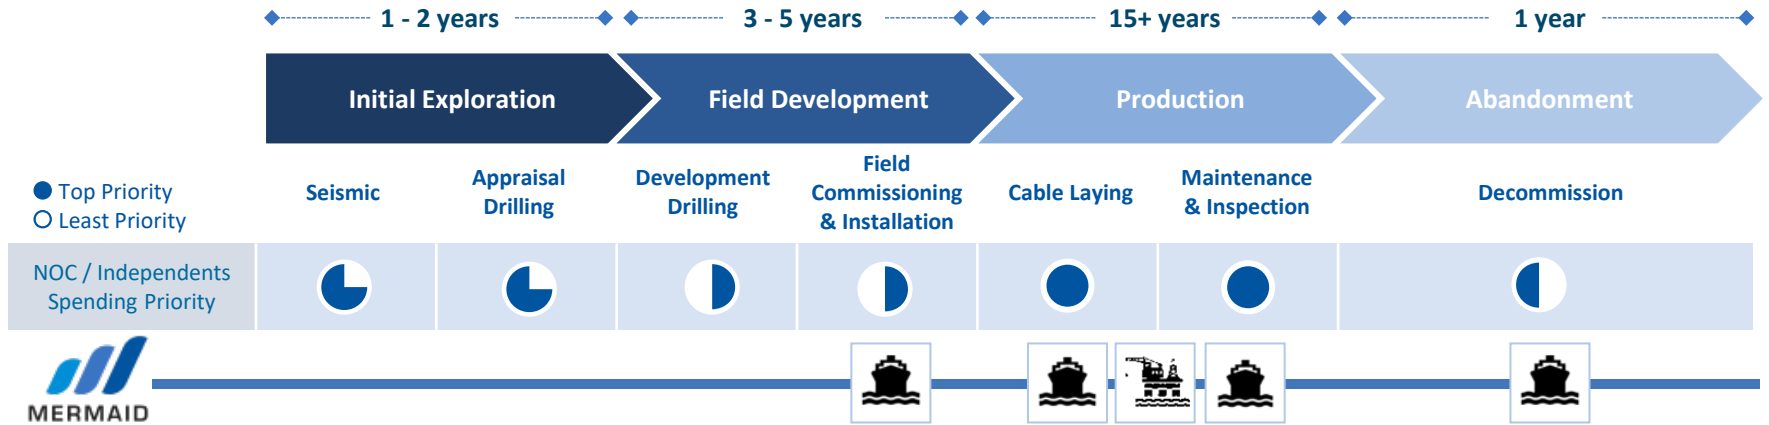 1 - 2 years
3 - 5 years
15+ years
1 year
Initial Exploration
Field Development
Production
Abandonment
Top Priority
Least Priority
Seismic
Appraisal
Drilling
Development
Drilling
Field
Commissioning
& Installation
Cable Laying
Maintenance
& Inspection
Decommission
NOC / Independents
Spending Priority
MERMAID